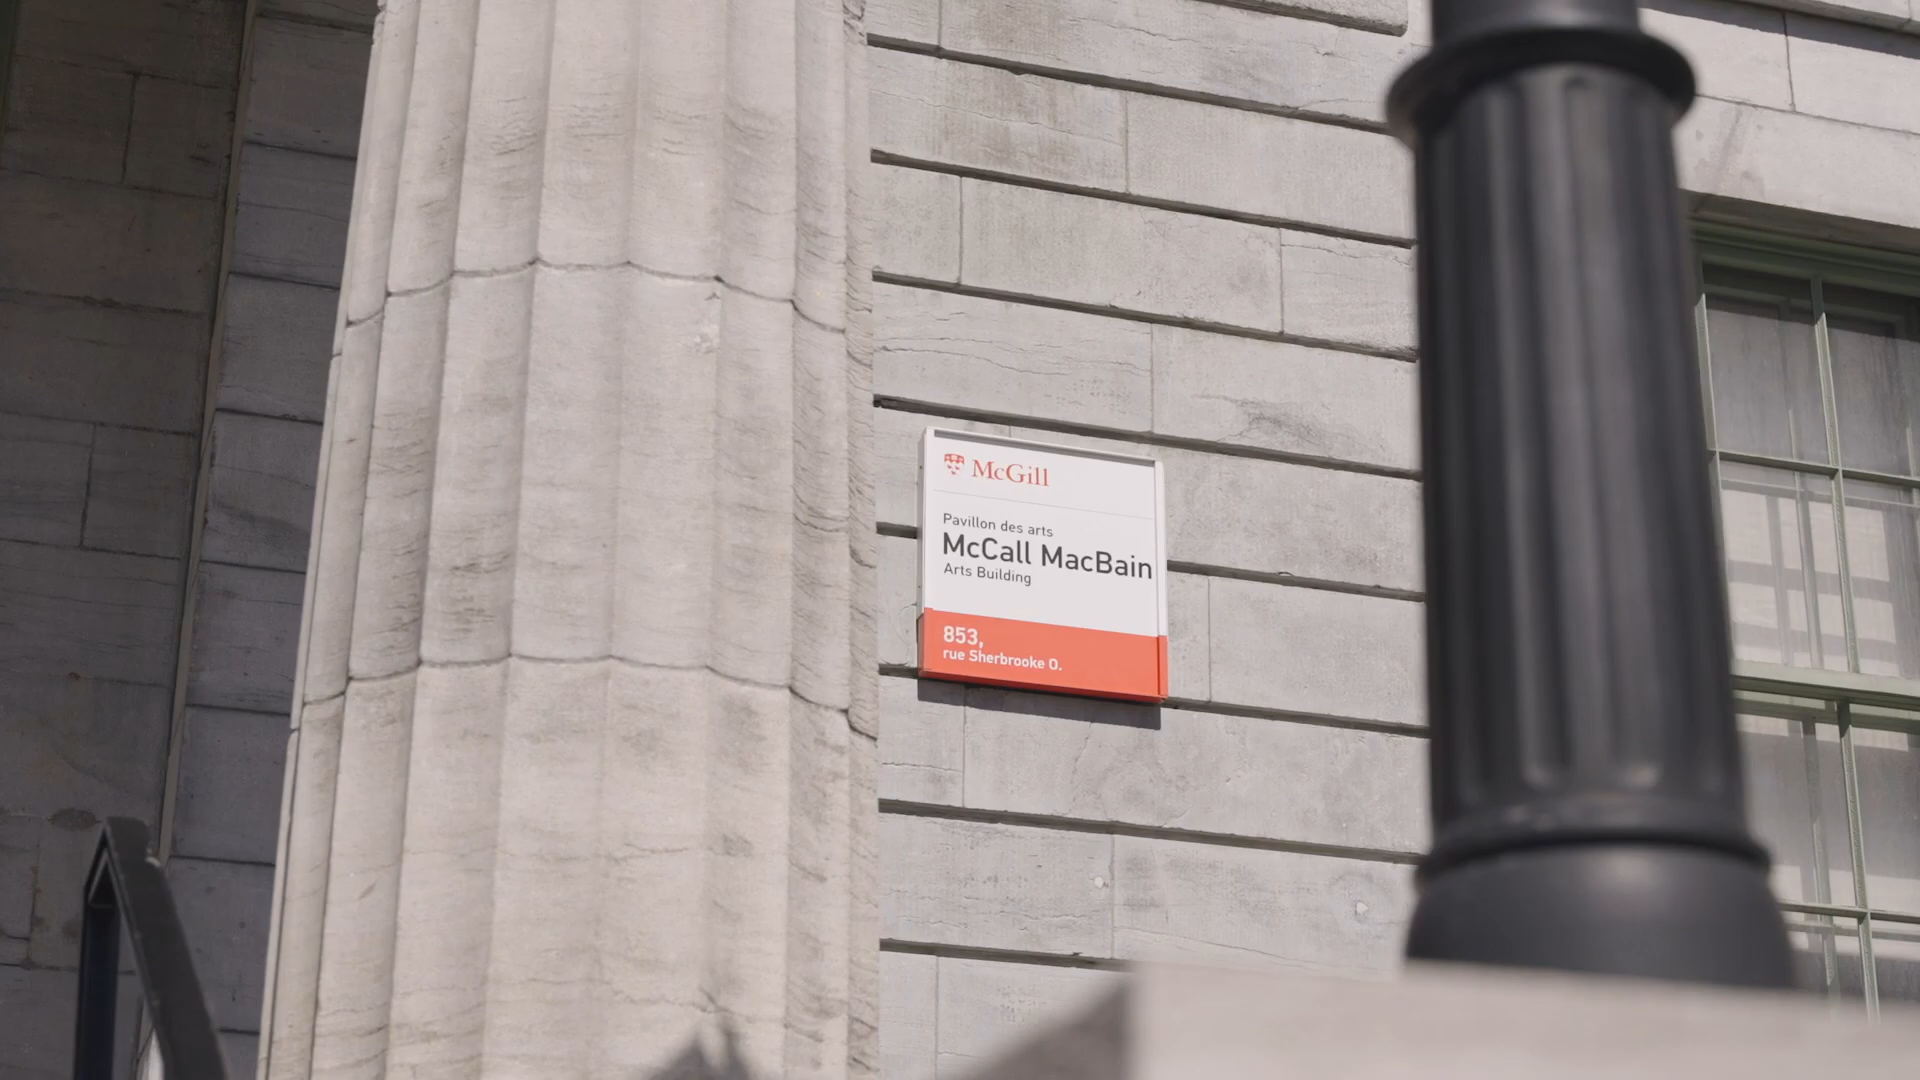 McGill
Pavillon des arts
McCall MacBain
Arts Building
853,
rue Sherbrooke O.